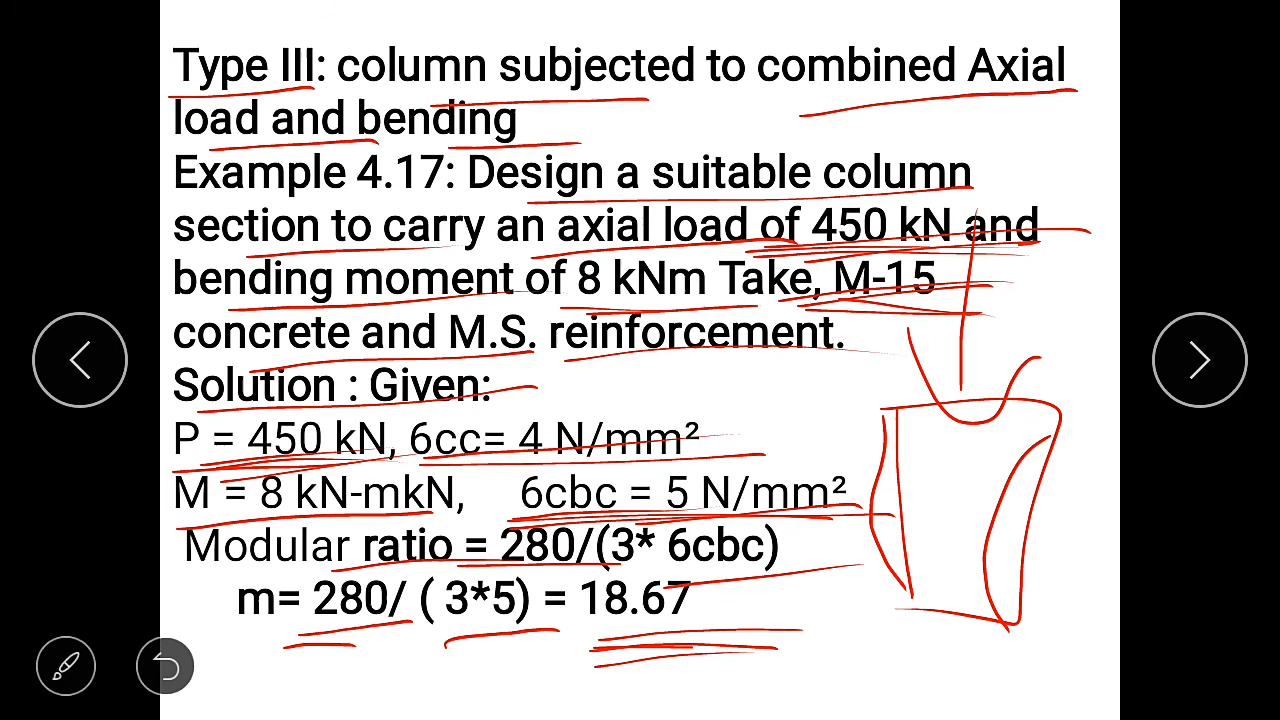 Type III: column subjected to combined Axial
load and bending
Example 4.17: Design a suitable column
section to carry an axial load of 450 kN and
bending moment of 8 kNm Take, M-15
concrete and M.S. reinforcement.
Solution : Given:
P = 450 kN, 6cc= 4 N/mm²
M = 8 kN-mkN, 6cbc = 5 N/mm²
Modular ratio = 280/(3* 6cbc)
m= 280/ ( 3*5) = 18.67